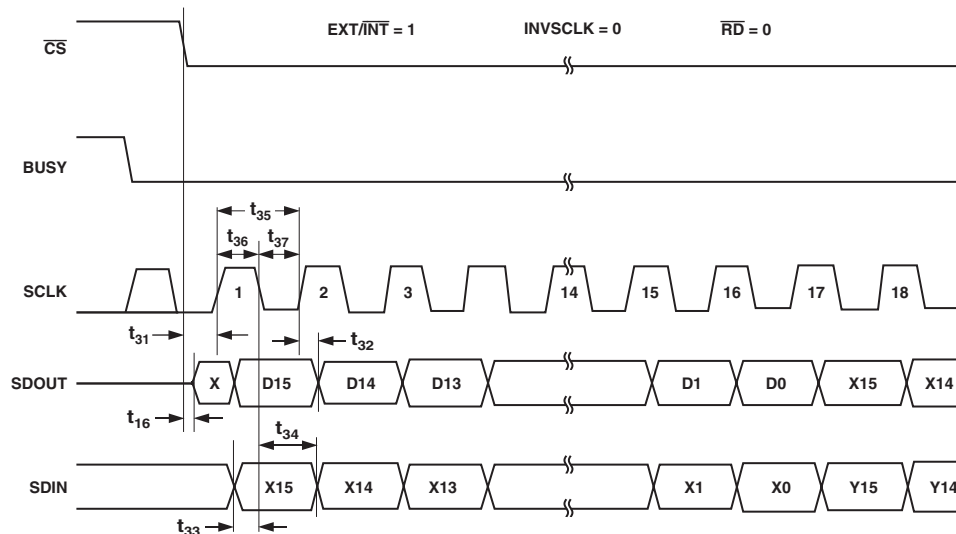 EXT/INT = 1 INVSCLK = 0 RD = 0
CS
BUSY
t35
t36 t37
SCLK 1 2 3 14 15 16 17 18
t31 t32
SDOUT X D15 D14 D13 D1 D0 X15 X14
t16 t34
SDIN X15 X14 X13 X1 X0 Y15 Y14
t33